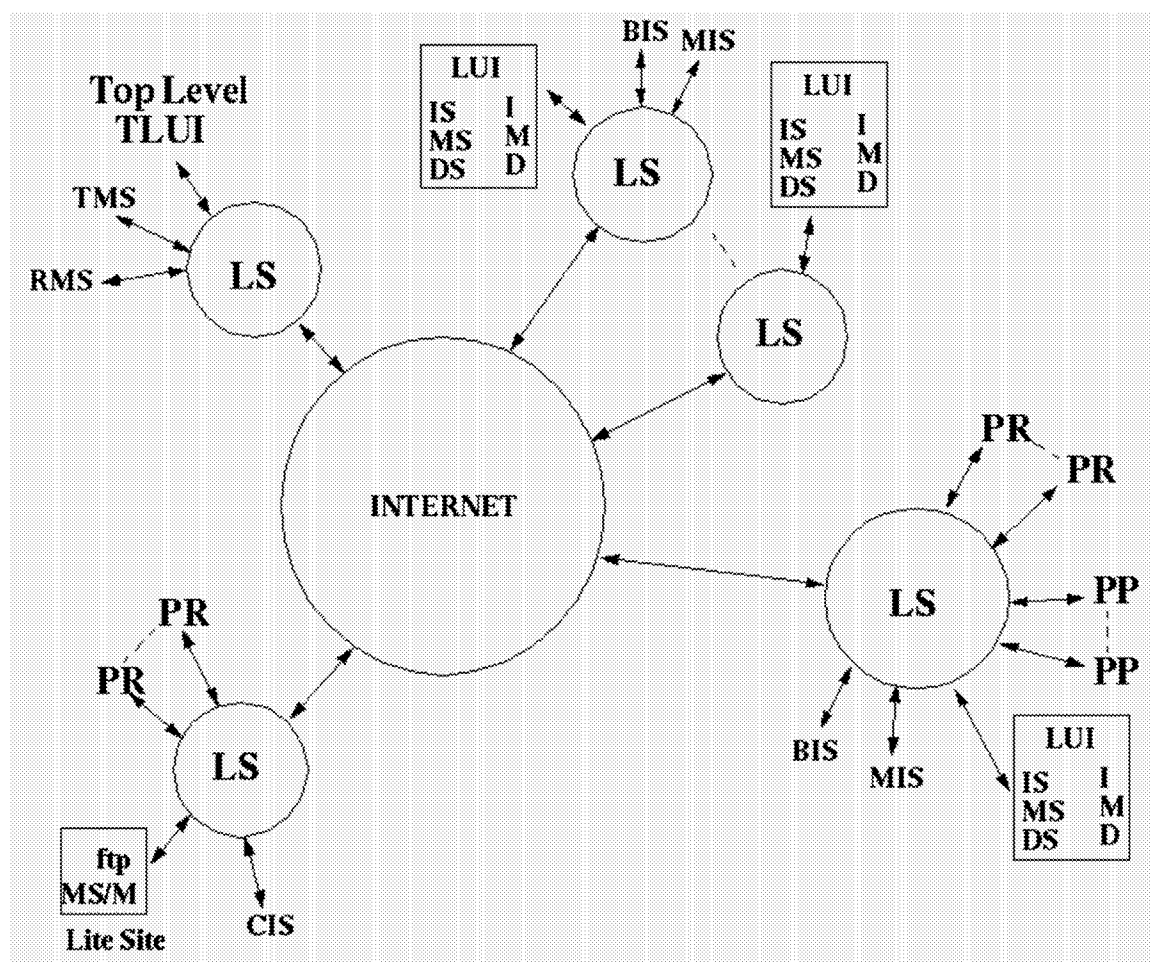 BIS
MIS
LUI
IS I
MS M
DS D
LS
LUI
IS I
MS M
DS D
Top Level
TLUI
TMS
RMS
LS
LS
INTERNET
PR
PR
LS
PP
PP
BIS
MIS
LUI
IS I
MS M
DS D
PR
PR
LS
ftp
MS/M
Lite Site
CIS